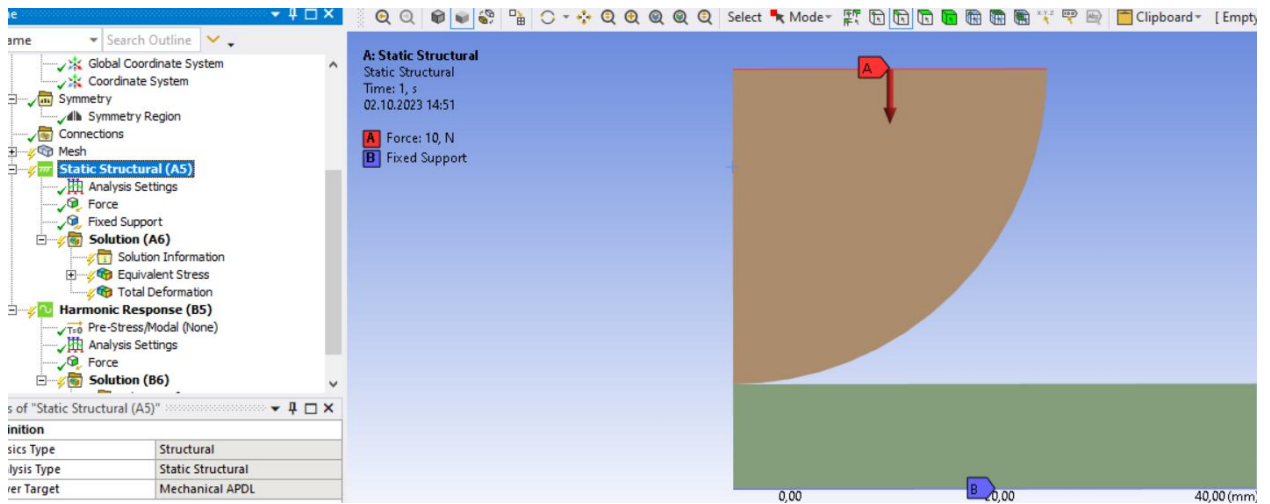 Select Mode Clipboard [Empty
Search Outline
Global Coordinate System
Coordinate System
Symmetry
Symmetry Region
Connections
Mesh
Static Structural (A5)
Analysis Settings
Force
Fixed Support
Solution (A6)
Solution Information
Equivalent Stress
Total Deformation
Harmonic Response (B5)
T=0 Pre-Stress/Modal (None)
Analysis Settings
Force
Solution (B6)
s of "Static Structural (A5)"
inition
sics Type Structural
lysis Type Static Structural
ver Target Mechanical APDL
A: Static Structural
Static Structural
Time: 1, s
02.10.2023 14:51
A Force: 10, N
B Fixed Support
A
B
0,00 20,00 40,00 (mm)